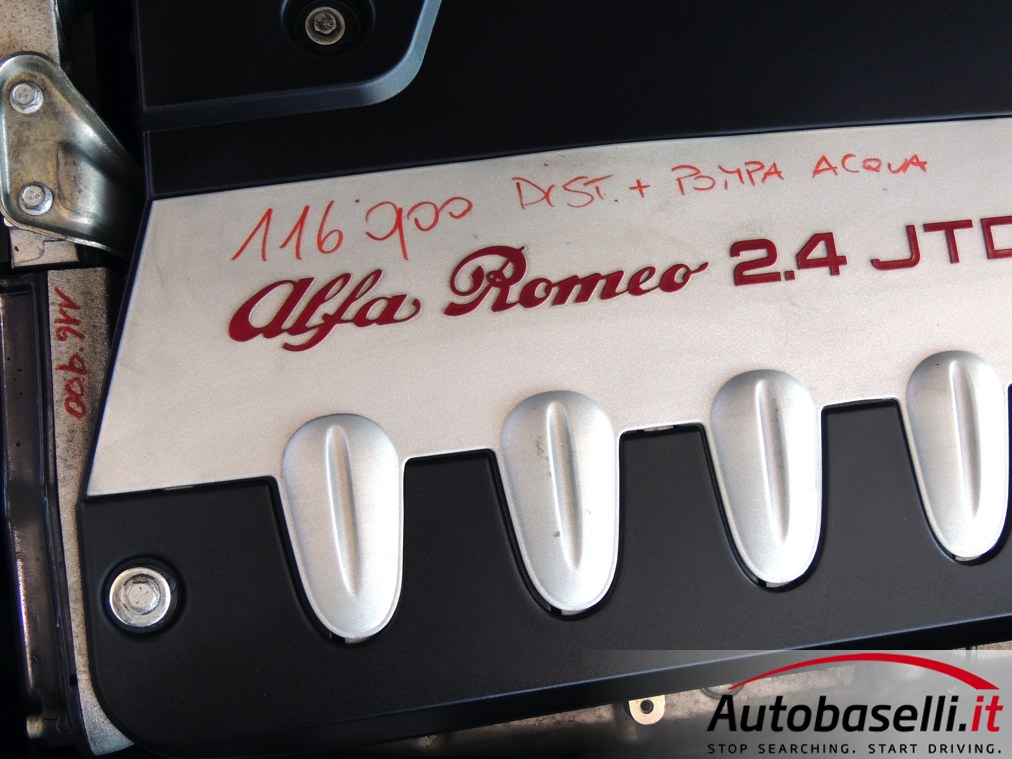 116.900 DIST. + POMPA ACQUA
Alfa Romeo 2.4 JTD
116.900
Autobaselli.it
STOP SEARCHING. START DRIVING.